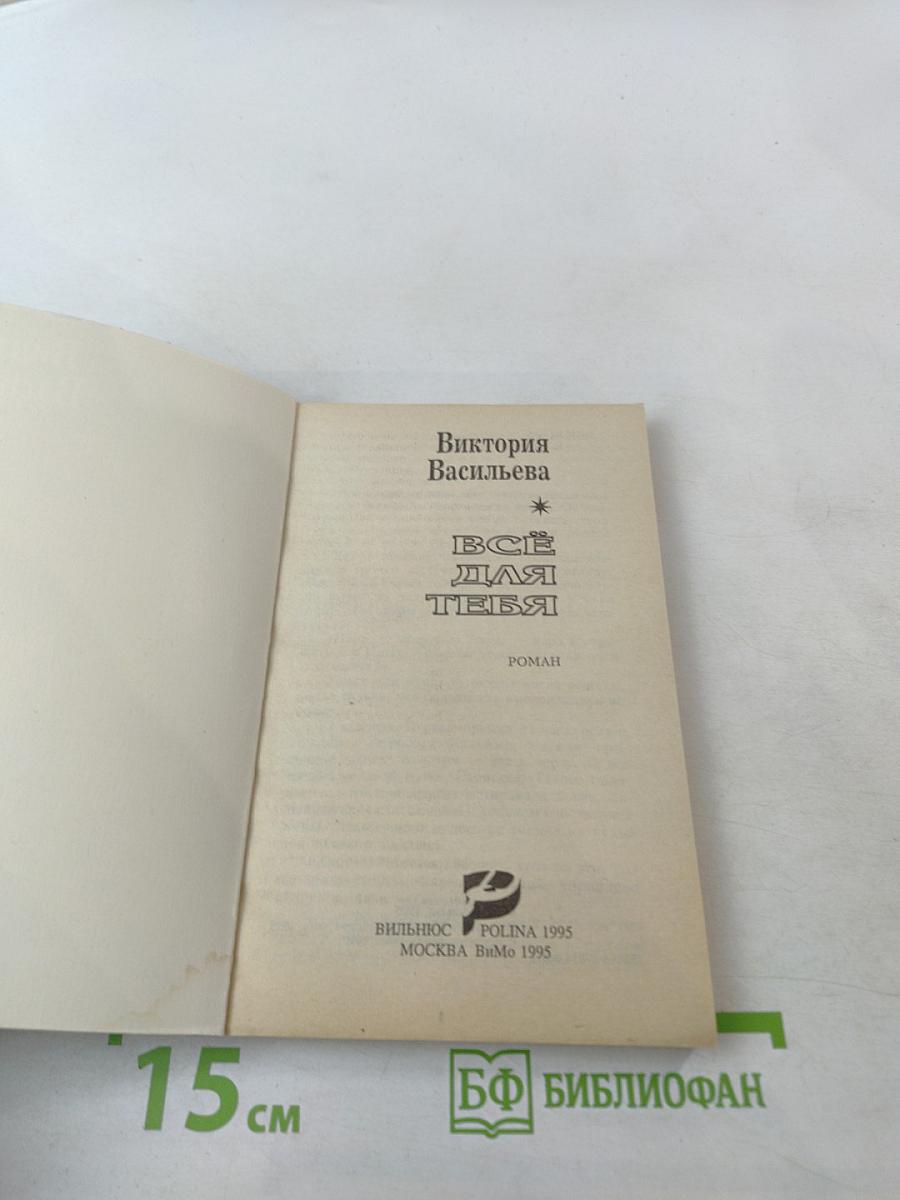 Виктория
Васильева
ВСЁ
ДЛЯ
ТЕБЯ
РОМАН
ВИЛЬНЮС POLINA 1995
МОСКВА ВиМо 1995
15 см
БФ БИБЛИОФАН